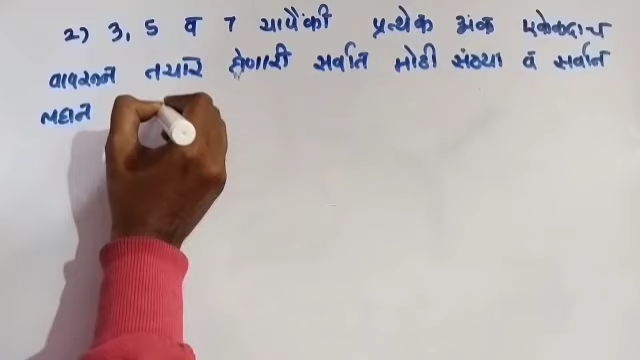 2) 3, 5 व 7 यापैकी प्रत्येक अंक एकेकदाच
वापरून तयार होणारी सर्वात मोठी संख्या व सर्वात
लहान